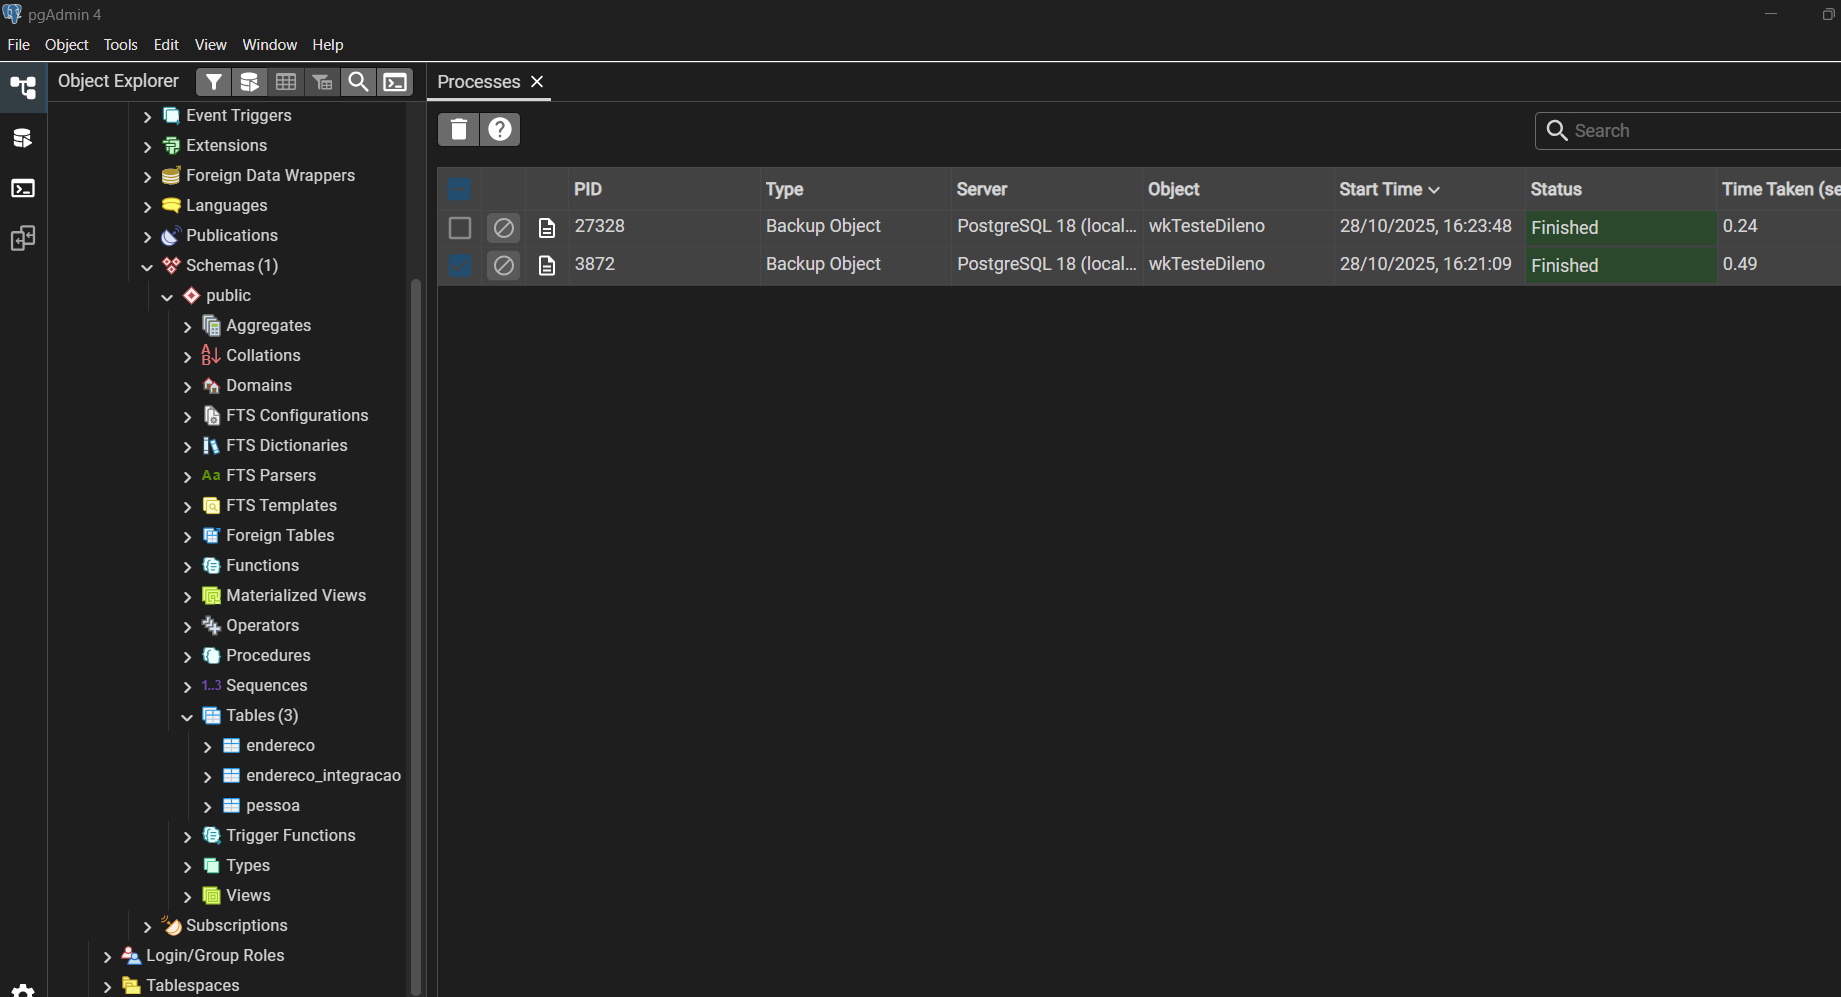 pgAdmin 4
File Object Tools Edit View Window Help
Object Explorer
Event Triggers
Extensions
Foreign Data Wrappers
Languages
Publications
Schemas (1)
public
Aggregates
Collations
Domains
FTS Configurations
FTS Dictionaries
Aa FTS Parsers
FTS Templates
Foreign Tables
Functions
Materialized Views
Operators
Procedures
1..3 Sequences
Tables (3)
endereco
endereco_integracao
pessoa
Trigger Functions
Types
Views
Subscriptions
Login/Group Roles
Tablespaces
Processes
Search
PID Type Server Object Start Time Status Time Taken (se
27328 Backup Object PostgreSQL 18 (local... wkTesteDileno 28/10/2025, 16:23:48 Finished 0.24
3872 Backup Object PostgreSQL 18 (local... wkTesteDileno 28/10/2025, 16:21:09 Finished 0.49